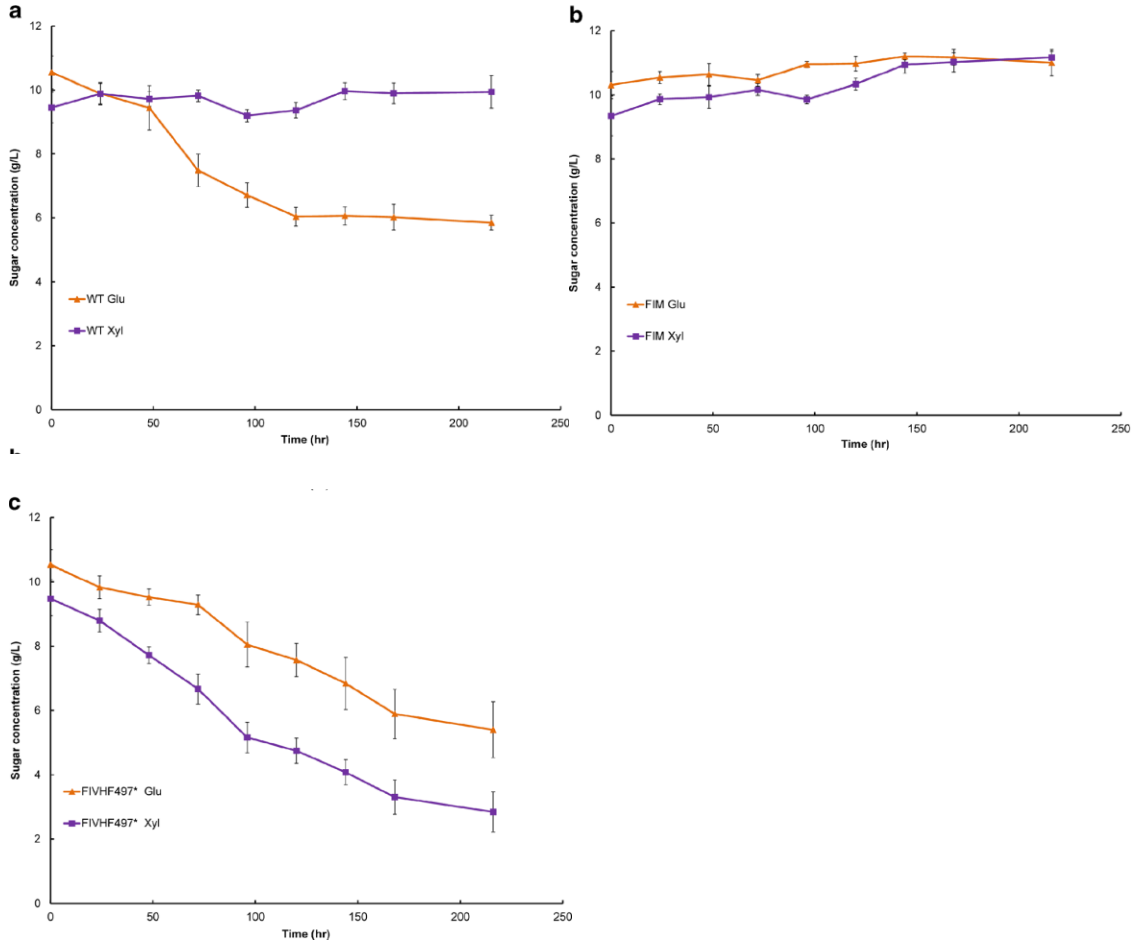 a
12
10
8
6
4
2
0
Sugar concentration (g/L)
WT Glu
WT Xyl
0 50 100 150 200 250
Time (hr)
b
12
10
8
6
4
2
0
Sugar concentration (g/L)
FIM Glu
FIM Xyl
0 50 100 150 200 250
Time (hr)
c
12
10
8
6
4
2
0
Sugar concentration (g/L)
FIVHF497* Glu
FIVHF497* Xyl
0 50 100 150 200 250
Time (hr)